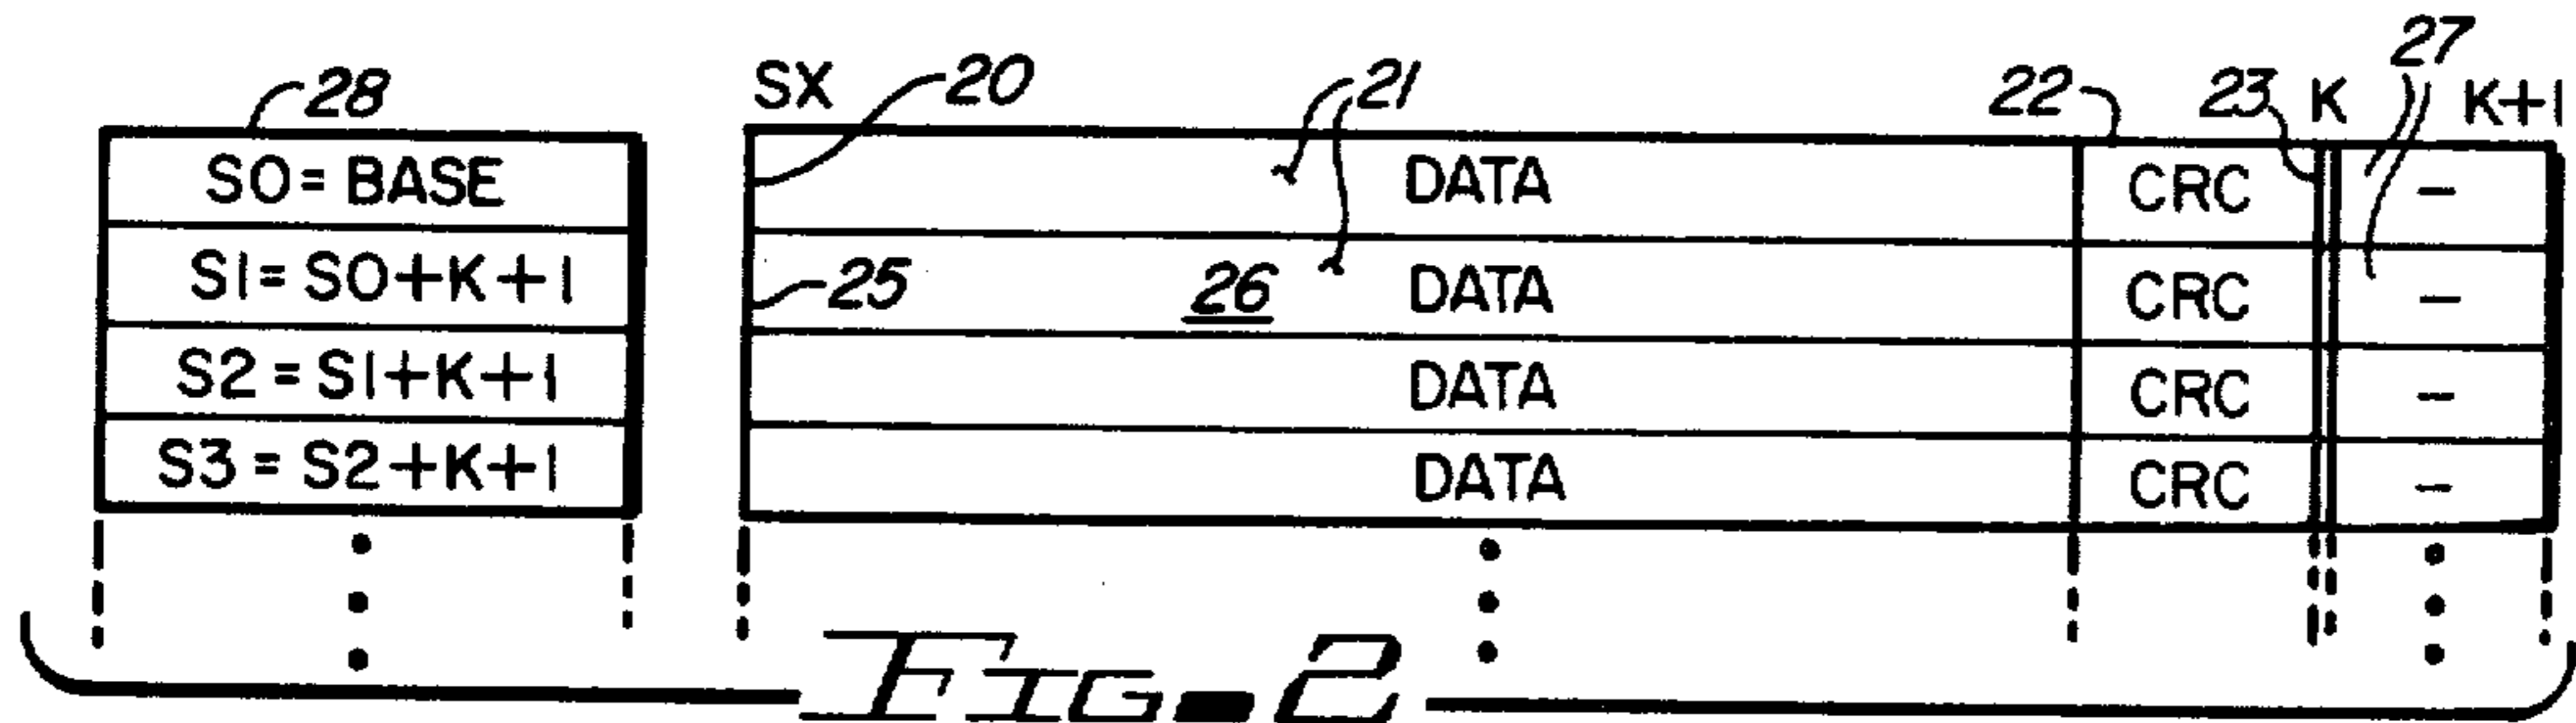 28 SX 20 21 22 23 K 27 K+1
S0 = BASE DATA CRC –
S1 = S0+K+1 25 26 DATA CRC –
S2 = S1+K+1 DATA CRC –
S3 = S2+K+1 DATA CRC –
FIG-2